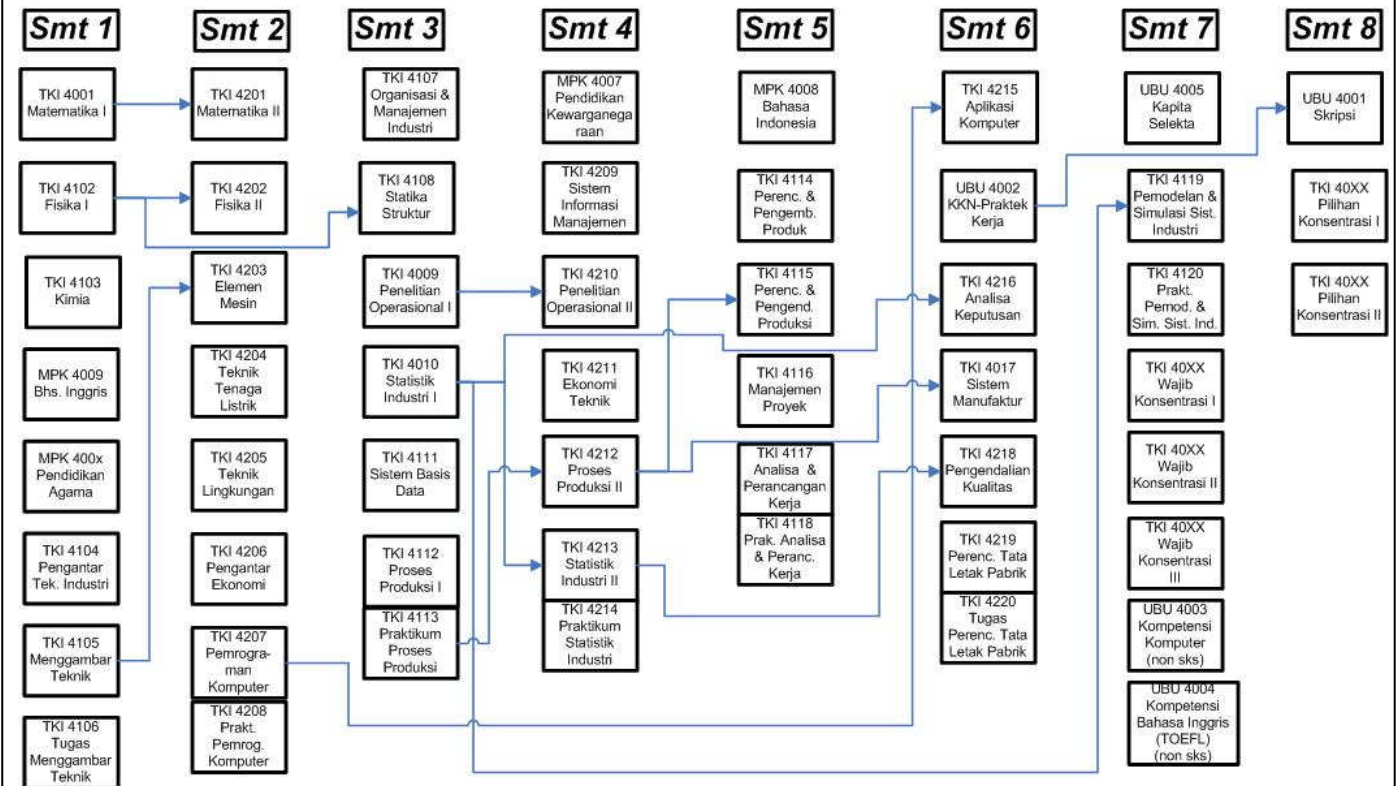 Smt 1
Smt 2
Smt 3
Smt 4
Smt 5
Smt 6
Smt 7
Smt 8
TKI 4001
Matematika I
TKI 4102
Fisika I
TKI 4103
Kimia
MPK 4009
Bhs. Inggris
MPK 400x
Pendidikan
Agama
TKI 4104
Pengantar
Tek. Industri
TKI 4105
Menggambar
Teknik
TKI 4106
Tugas
Menggambar
Teknik
TKI 4201
Matematika II
TKI 4202
Fisika II
TKI 4203
Elemen
Mesin
TKI 4204
Teknik
Tenaga
Listrik
TKI 4205
Teknik
Lingkungan
TKI 4206
Pengantar
Ekonomi
TKI 4207
Pemrogra-
man
Komputer
TKI 4208
Prakt.
Pemrog.
Komputer
TKI 4107
Organisasi &
Manajemen
Industri
TKI 4108
Statika
Struktur
TKI 4009
Penelitian
Operasional I
TKI 4010
Statistik
Industri I
TKI 4111
Sistem Basis
Data
TKI 4112
Proses
Produksi I
TKI 4113
Praktikum
Proses
Produksi
MPK 4007
Pendidikan
Kewarganega
raan
TKI 4209
Sistem
Informasi
Manajemen
TKI 4210
Penelitian
Operasional II
TKI 4211
Ekonomi
Teknik
TKI 4212
Proses
Produksi II
TKI 4213
Statistik
Industri II
TKI 4214
Praktikum
Statistik
Industri
MPK 4008
Bahasa
Indonesia
TKI 4114
Perenc. &
Pengemb.
Produk
TKI 4115
Perenc. &
Pengend.
Produksi
TKI 4116
Manajemen
Proyek
TKI 4117
Analisa &
Perancangan
Kerja
TKI 4118
Prak. Analisa
& Peranc.
Kerja
TKI 4215
Aplikasi
Komputer
UBU 4002
KKN-Praktek
Kerja
TKI 4216
Analisa
Keputusan
TKI 4017
Sistem
Manufaktur
TKI 4218
Pengendalian
Kualitas
TKI 4219
Perenc. Tata
Letak Pabrik
TKI 4220
Tugas
Perenc. Tata
Letak Pabrik
UBU 4005
Kapita
Selekta
TKI 4119
Pemodelan &
Simulasi Sist.
Industri
TKI 4120
Prakt.
Pemod. &
Sim. Sist. Ind.
TKI 40XX
Wajib
Konsentrasi I
TKI 40XX
Wajib
Konsentrasi II
TKI 40XX
Wajib
Konsentrasi
III
UBU 4003
Kompetensi
Komputer
(non sks)
UBU 4004
Kompetensi
Bahasa Inggris
(TOEFL)
(non sks)
UBU 4001
Skripsi
TKI 40XX
Pilihan
Konsentrasi I
TKI 40XX
Pilihan
Konsentrasi II